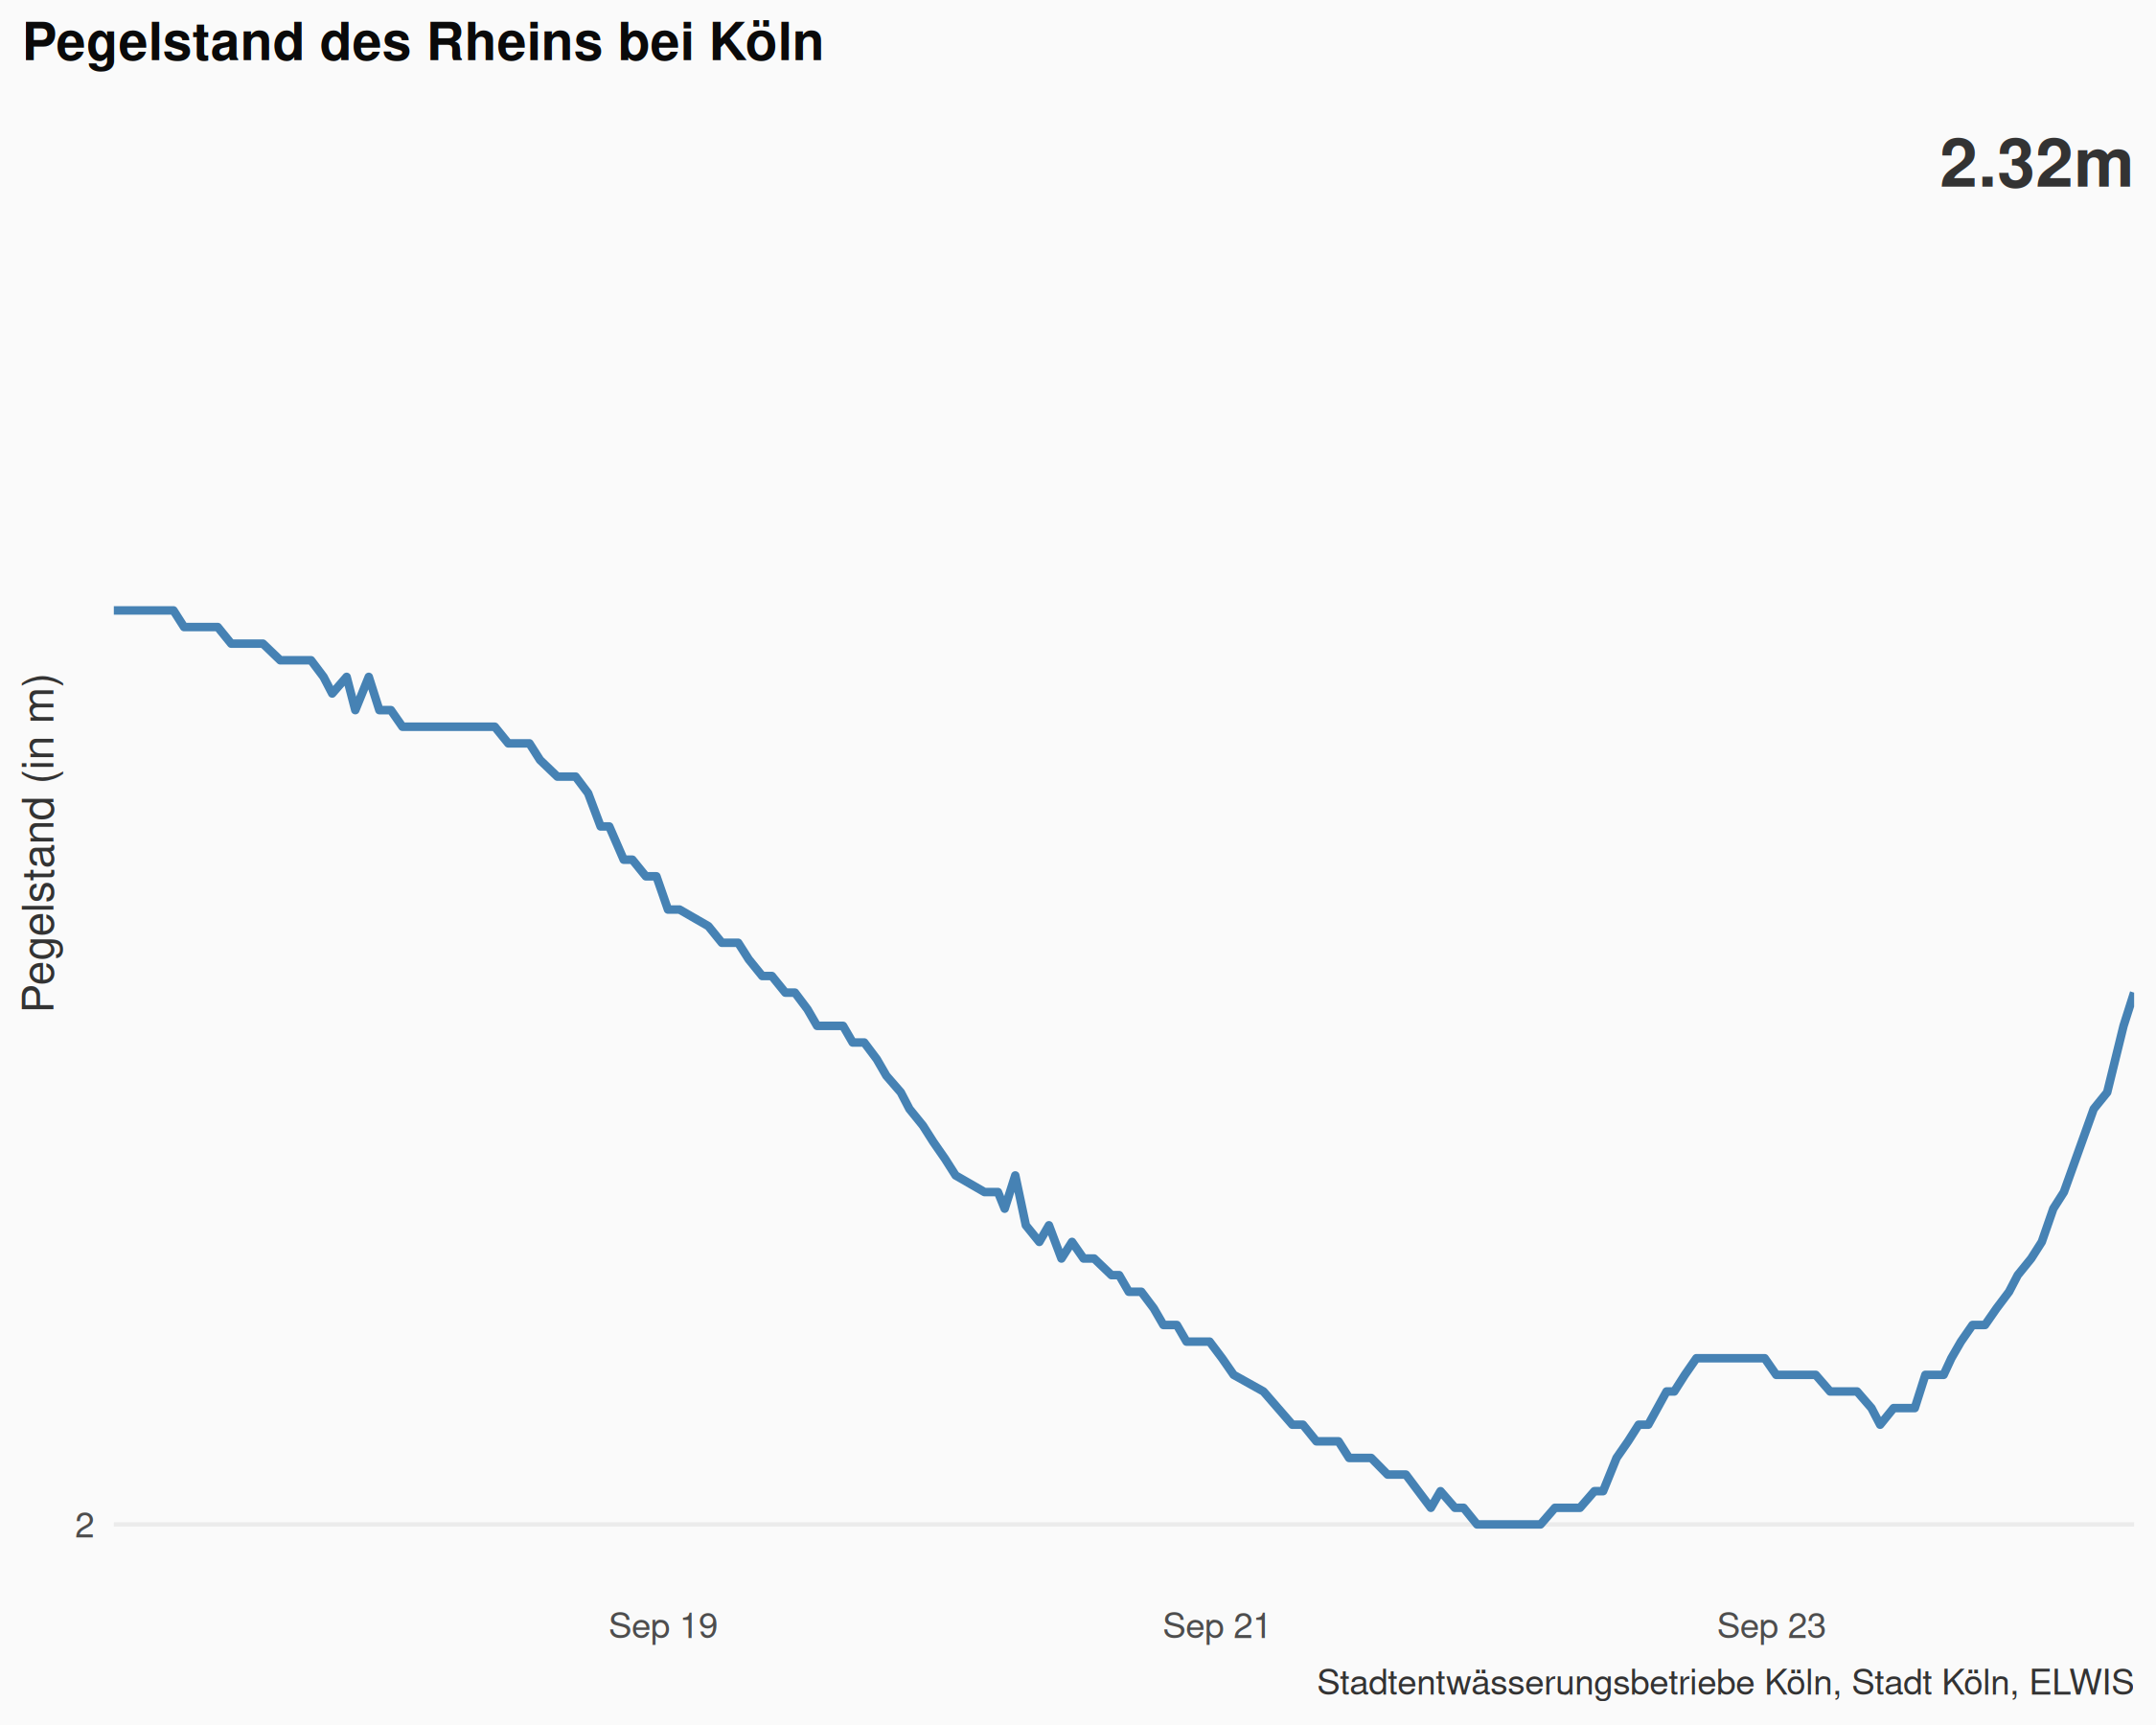 Pegelstand des Rheins bei Köln
2.32m
Pegelstand (in m)
2
Sep 19
Sep 21
Sep 23
Stadtentwässerungsbetriebe Köln, Stadt Köln, ELWIS